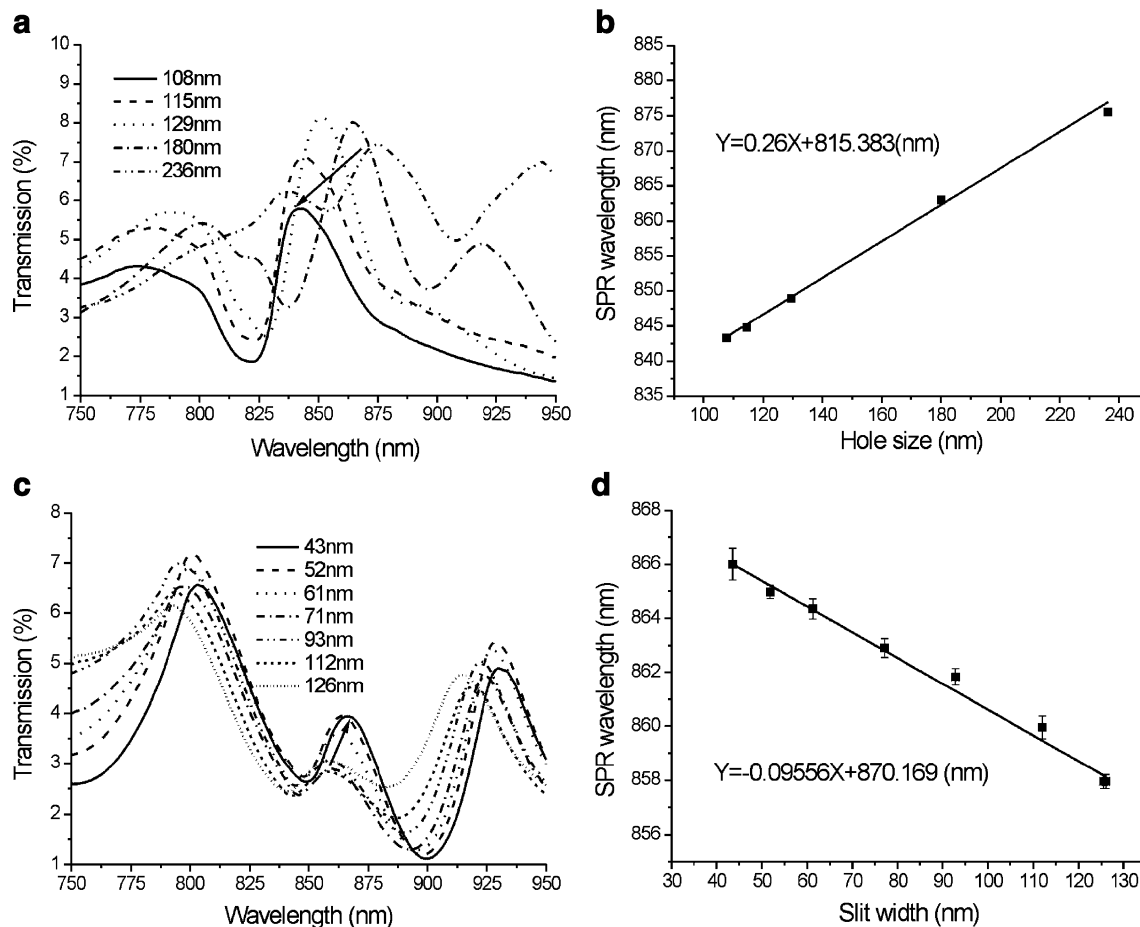 a
10
9
8
7
6
5
4
3
2
1
Transmission (%)
108nm
115nm
129nm
180nm
236nm
750 775 800 825 850 875 900 925 950
Wavelength (nm)
b
885
880
875
870
865
860
855
850
845
840
835
SPR wavelength (nm)
Y=0.26X+815.383(nm)
100 120 140 160 180 200 220 240
Hole size (nm)
c
8
7
6
5
4
3
2
1
Transmission (%)
43nm
52nm
61nm
71nm
93nm
112nm
126nm
750 775 800 825 850 875 900 925 950
Wavelength (nm)
d
868
866
864
862
860
858
856
SPR wavelength (nm)
Y=-0.09556X+870.169 (nm)
30 40 50 60 70 80 90 100 110 120 130
Slit width (nm)